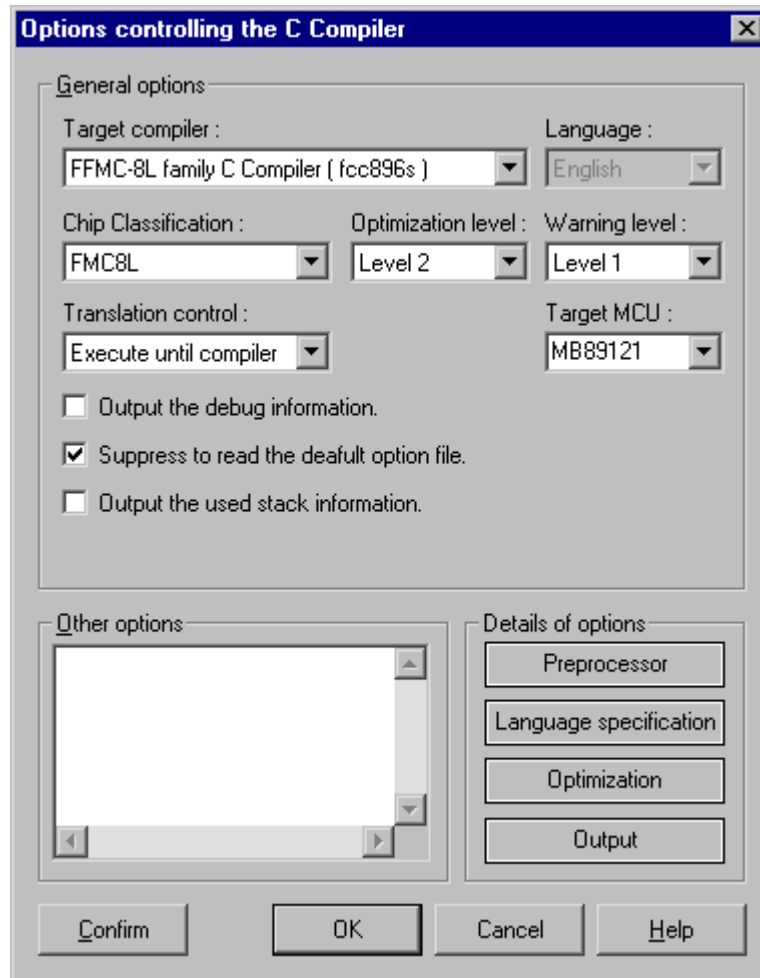 Options controlling the C Compiler
General options
Target compiler : Language :
FFMC-8L family C Compiler ( fcc896s ) English
Chip Classification : Optimization level : Warning level :
FMC8L Level 2 Level 1
Translation control : Target MCU :
Execute until compiler MB89121
Output the debug information.
Suppress to read the deafult option file.
Output the used stack information.
Other options Details of options
Preprocessor
Language specification
Optimization
Output
Confirm OK Cancel Help